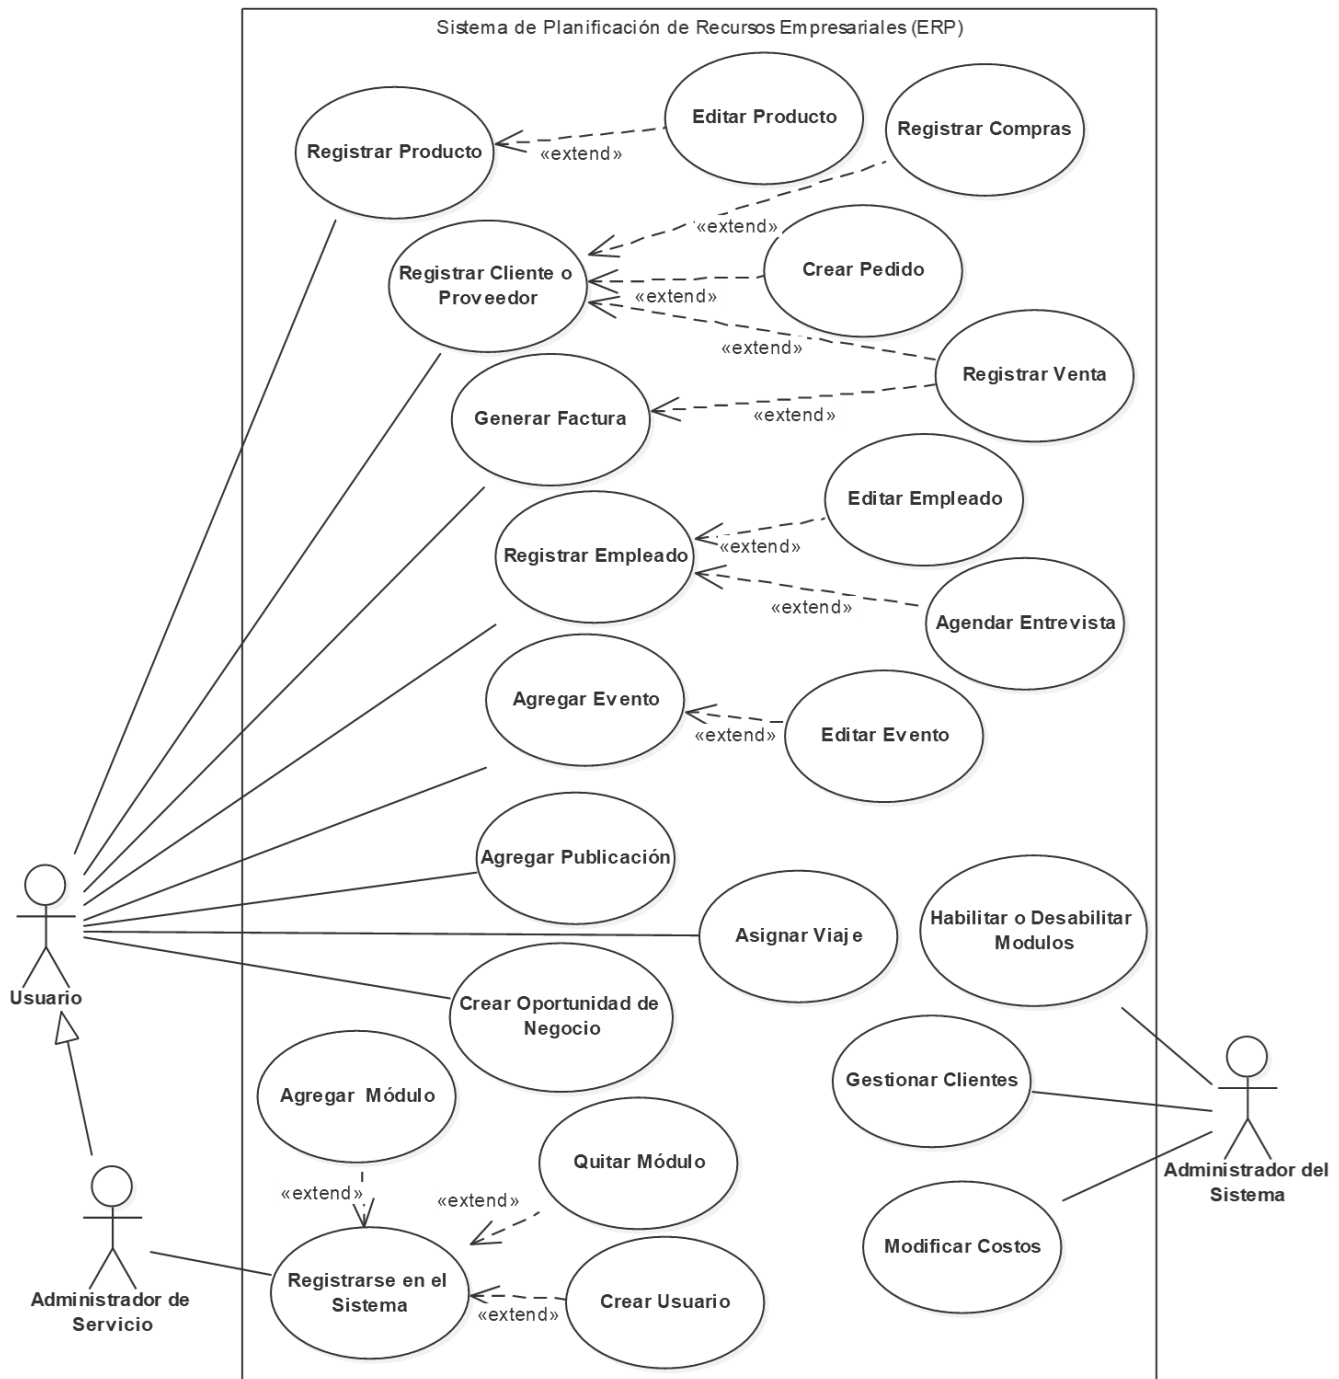 Sistema de Planificación de Recursos Empresariales (ERP)
Editar Producto
Registrar Compras
Registrar Producto
«extend»
«extend»
Registrar Cliente o
Proveedor
Crear Pedido
«extend»
«extend»
Registrar Venta
Generar Factura
«extend»
Editar Empleado
Registrar Empleado
«extend»
«extend»
Agendar Entrevista
Agregar Evento
Editar Evento
«extend»
Agregar Publicación
Habilitar o Desabilitar
Modulos
Asignar Viaje
Usuario
Crear Oportunidad de
Negocio
Gestionar Clientes
Agregar Módulo
Quitar Módulo
Administrador del
Sistema
«extend»
«extend»
Modificar Costos
Registrarse en el
Sistema
Crear Usuario
«extend»
Administrador de
Servicio